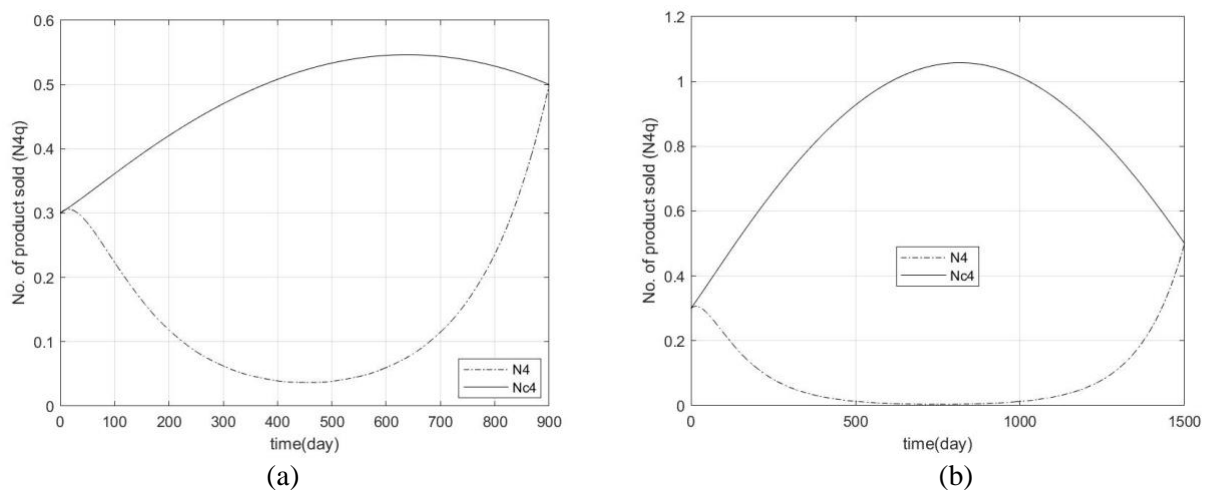 0.6
0.5
0.4
0.3
0.2
0.1
0
No. of product sold (N4q)
0 100 200 300 400 500 600 700 800 900
time(day)
N4
Nc4
(a)
1.2
1
0.8
0.6
0.4
0.2
0
No. of product sold (N4q)
N4
Nc4
0 500 1000 1500
time(day)
(b)